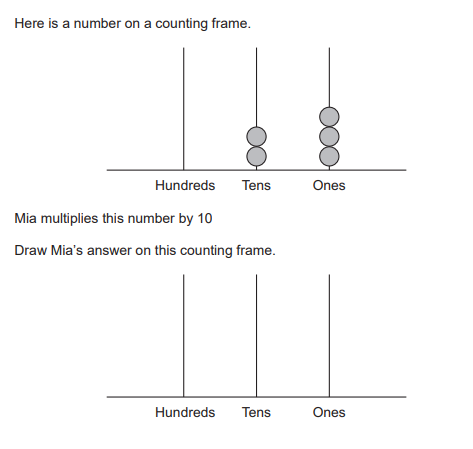 Here is a number on a counting frame.
Hundreds Tens Ones
Mia multiplies this number by 10
Draw Mia's answer on this counting frame.
Hundreds Tens Ones